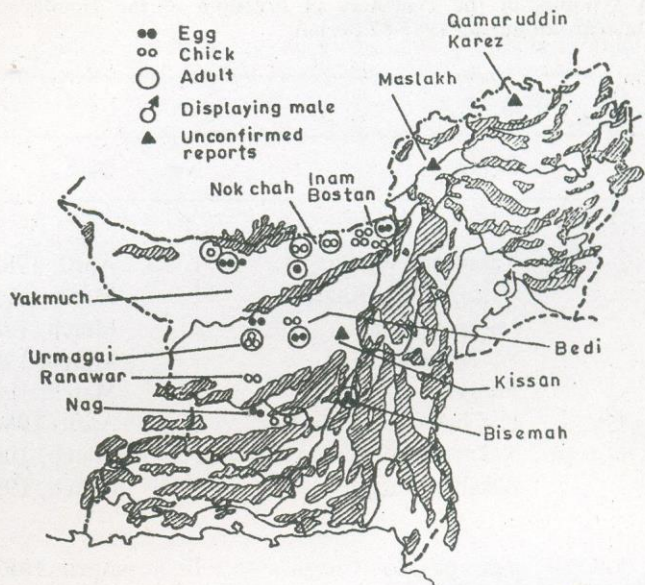 Egg
Chick
Adult
Displaying male
Unconfirmed
reports
Qamaruddin
Karez
Maslakh
Inam
Bostan
Nok chah
Yakmuch
Urmagai
Ranawar
Nag
Bedi
Kissan
Bisemah